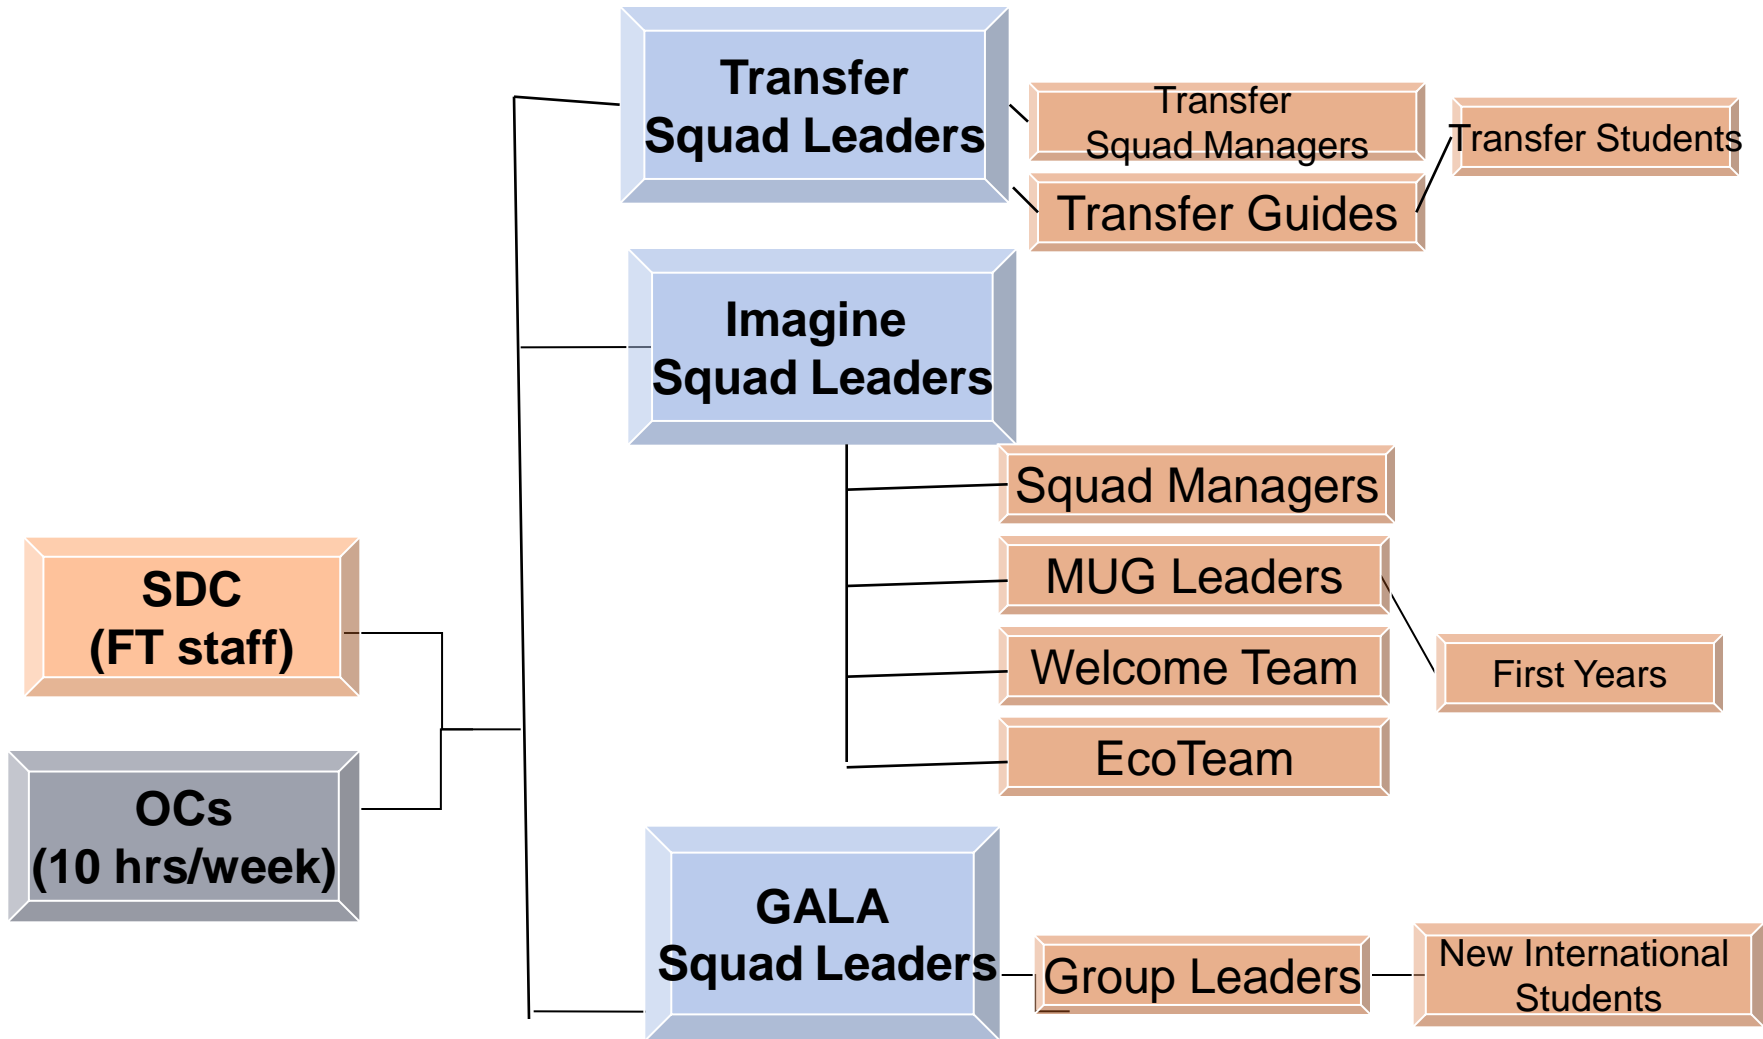 Transfer
Squad Leaders
Transfer
Squad Managers
Transfer Students
Transfer Guides
Imagine
Squad Leaders
Squad Managers
MUG Leaders
Welcome Team
First Years
EcoTeam
SDC
(FT staff)
OCs
(10 hrs/week)
GALA
Squad Leaders
Group Leaders
New International
Students